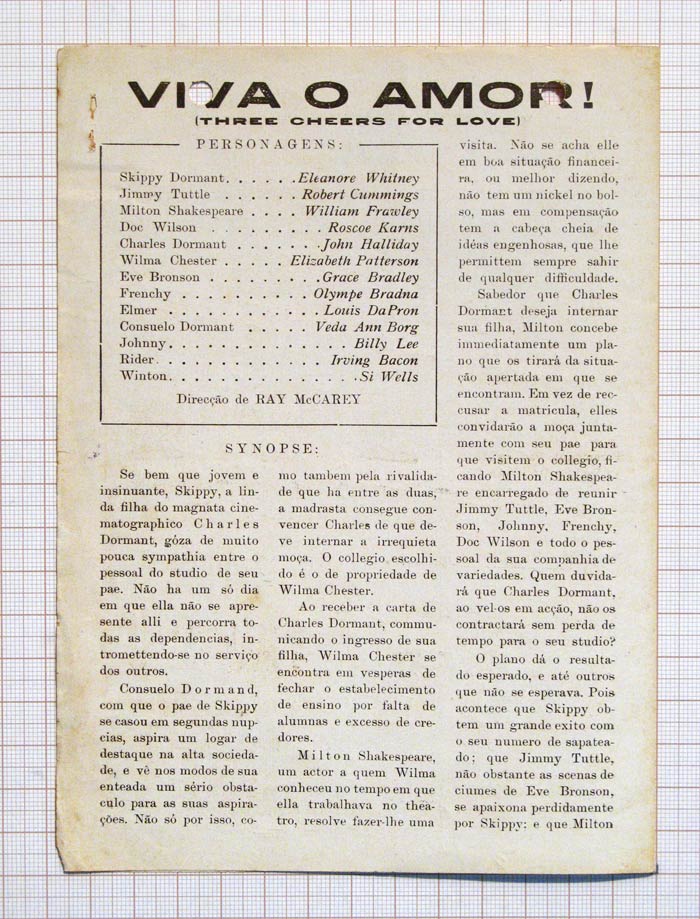 VIVA O AMOR!
(THREE CHEERS FOR LOVE)
PERSONAGENS:
Skippy Dormant. . . . . . Eleanore Whitney
Jimmy Tuttle . . . . . . Robert Cummings
Milton Shakespeare . . . . William Frawley
Doc Wilson . . . . . . . . . Roscoe Karns
Charles Dormant . . . . . . . John Halliday
Wilma Chester . . . . . Elizabeth Patterson
Eve Bronson . . . . . . . . . Grace Bradley
Frenchy . . . . . . . . . . Olympe Bradna
Elmer . . . . . . . . . . . Louis DaPron
Consuelo Dormant . . . . . Veda Ann Borg
Johnny. . . . . . . . . . . . . . Billy Lee
Rider. . . . . . . . . . . . . Irving Bacon
Winton. . . . . . . . . . . . . . . Si Wells
Direcção de RAY McCAREY
SYNOPSE:
Se bem que jovem e
insinuante, Skippy, a lin-
da filha do magnata cine-
matographico Charles
Dormant, góza de muito
pouca sympathia entre o
pessoal do studio de seu
pae. Não ha um só dia
em que ella não se apre-
sente alli e percorra to-
das as dependencias, in-
tromettendo-se no serviço
dos outros.
Consuelo Dormand,
com que o pae de Skippy
se casou em segundas nup-
cias, aspira um logar de
destaque na alta socieda-
de, e vê nos modos de sua
enteada um sério obsta-
culo para as suas aspira-
ções. Não só por isso, co-
mo tambem pela rivalida-
de que ha entre as duas,
a madrasta consegue con-
vencer Charles de que de-
ve internar a irrequieta
moça. O collegio escolhi-
do é o de propriedade de
Wilma Chester.
Ao receber a carta de
Charles Dormant, commu-
nicando o ingresso de sua
filha, Wilma Chester se
encontra em vesperas de
fechar o estabelecimento
de ensino por falta de
alumnas e excesso de cre-
dores.
Milton Shakespeare,
um actor a quem Wilma
conheceu no tempo em que
ella trabalhava no thea-
tro, resolve fazer-lhe uma
visita. Não se acha elle
em boa situação financei-
ra, ou melhor dizendo,
não tem um nickel no bol-
so, mas em compensação
tem a cabeça cheia de
idéas engenhosas, que lhe
permittem sempre sahir
de qualquer difficuldade.
Sabedor que Charles
Dormant deseja internar
sua filha, Milton concebe
immediatamente um pla-
no que os tirará da situa-
ção apertada em que se
encontram. Em vez de rec-
cusar a matricula, elles
convidarão a moça junta-
mente com seu pae para
que visitem o collegio, fi-
cando Milton Shakespea-
re encarregado de reunir
Jimmy Tuttle, Eve Bron-
son, Johnny, Frenchy,
Doc Wilson e todo o pes-
soal da sua companhia de
variedades. Quem duvida-
rá que Charles Dormant,
ao vel-os em acção, não os
contractará sem perda de
tempo para o seu studio?
O plano dá o resulta-
do esperado, e até outros
que não se esperava. Pois
acontece que Skippy ob-
tem um grande exito com
o seu numero de sapatea-
do; que Jimmy Tuttle,
não obstante as scenas de
ciumes de Eve Bronson,
se apaixona perdidamente
por Skippy; e que Milton